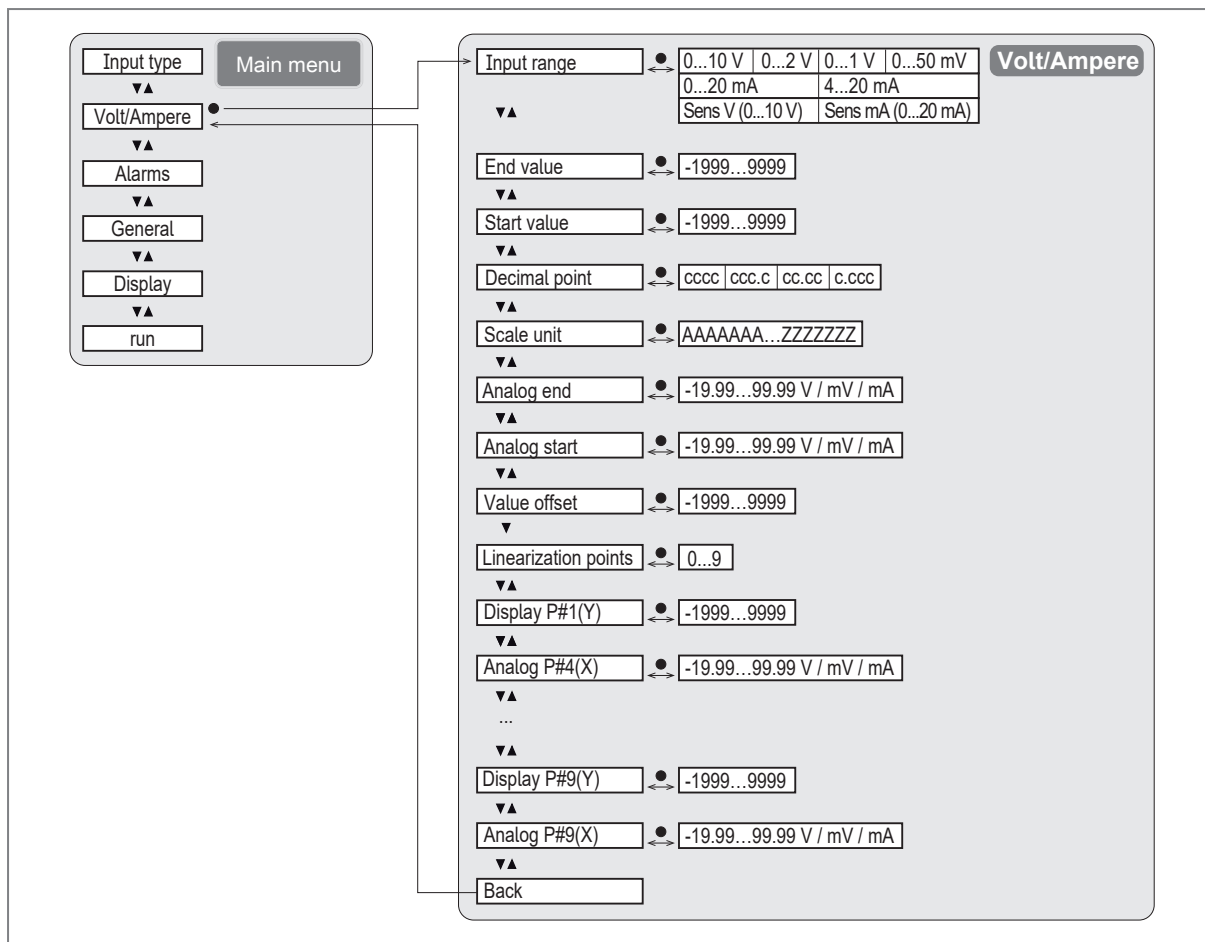 Main menu
Input type
Volt/Ampere
Alarms
General
Display
run
Volt/Ampere
Input range
0...10 V 0...2 V 0...1 V 0...50 mV
0...20 mA 4...20 mA
Sens V (0...10 V) Sens mA (0...20 mA)
End value -1999...9999
Start value -1999...9999
Decimal point cccc ccc.c cc.cc c.ccc
Scale unit AAAAAAA...ZZZZZZZ
Analog end -19.99...99.99 V / mV / mA
Analog start -19.99...99.99 V / mV / mA
Value offset -1999...9999
Linearization points 0...9
Display P#1(Y) -1999...9999
Analog P#4(X) -19.99...99.99 V / mV / mA
...
Display P#9(Y) -1999...9999
Analog P#9(X) -19.99...99.99 V / mV / mA
Back